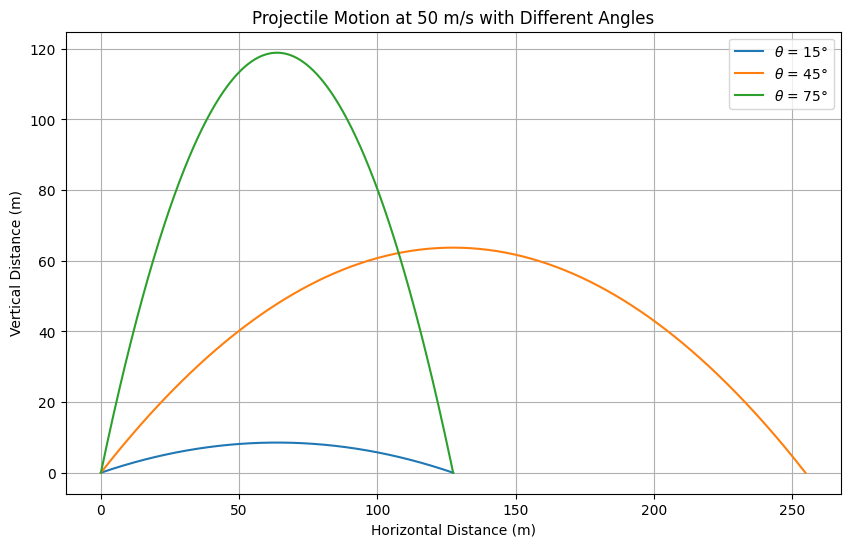 Projectile Motion at 50 m/s with Different Angles
θ = 15°
θ = 45°
θ = 75°
Vertical Distance (m)
120
100
80
60
40
20
0
0 50 100 150 200 250
Horizontal Distance (m)